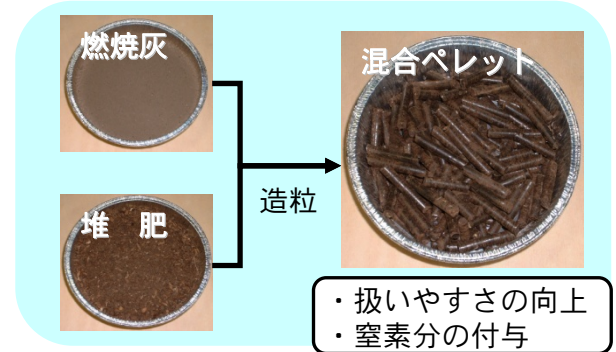 燃焼灰
堆 肥
造粒
混合ペレット
・扱いやすさの向上
・窒素分の付与